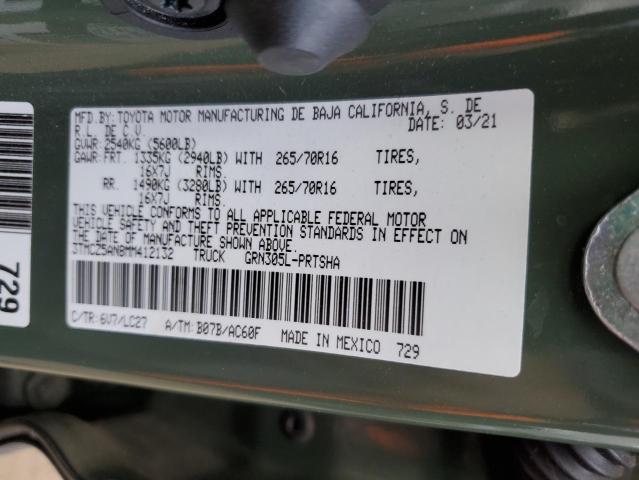 MFD.BY:TOYOTA MOTOR MANUFACTURING DE BAJA CALIFORNIA, S. DE
R.L. DE C.V. DATE: 03/21
GVWR: 2540KG (5600LB)
GAWR: FRT. 1335KG (2940LB) WITH 265/70R16 TIRES,
16X7J RIMS.
RR. 1490KG (3280LB) WITH 265/70R16 TIRES,
16X7J RIMS.
THIS VEHICLE CONFORMS TO ALL APPLICABLE FEDERAL MOTOR
VEHICLE SAFETY AND THEFT PREVENTION STANDARDS IN EFFECT ON
THE DATE OF MANUFACTURE SHOWN ABOVE.
3TMCZ5AN8MM412132 TRUCK GRN305L-PRTSHA
C/TR: 6V7/LC27 A/TM: B07B/AC60F MADE IN MEXICO 729
729